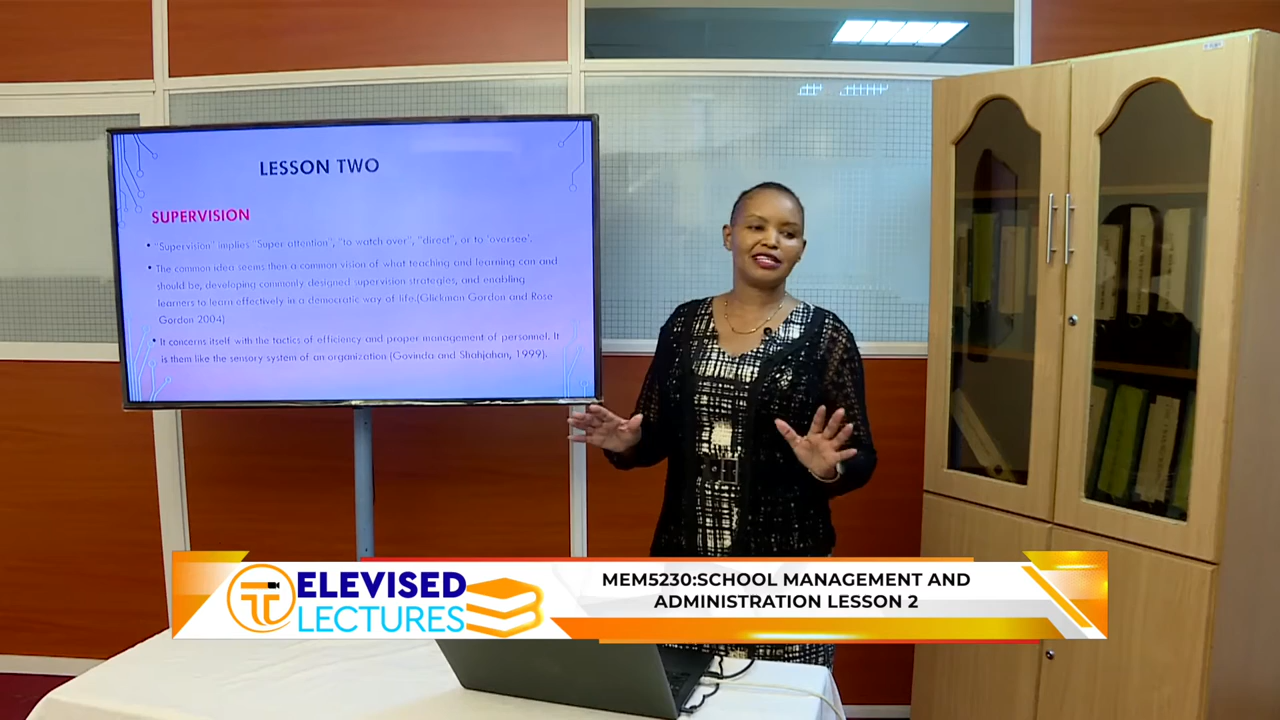 LESSON TWO
SUPERVISION
• "Supervision" implies "Super attention", "to watch over", "direct", or to 'oversee'.
• The common idea seems then a common vision of what teaching and learning can and
should be, developing commonly designed supervision strategies, and enabling
learners to learn effectively in a democratic way of life.(Glickman Gordon and Rose
Gordon 2004)
• It concerns itself with the tactics of efficiency and proper management of personnel. It
is them like the sensory system of an organization (Govinda and Shahjahan, 1999).
TELEVISED
LECTURES
MEM5230:SCHOOL MANAGEMENT AND
ADMINISTRATION LESSON 2